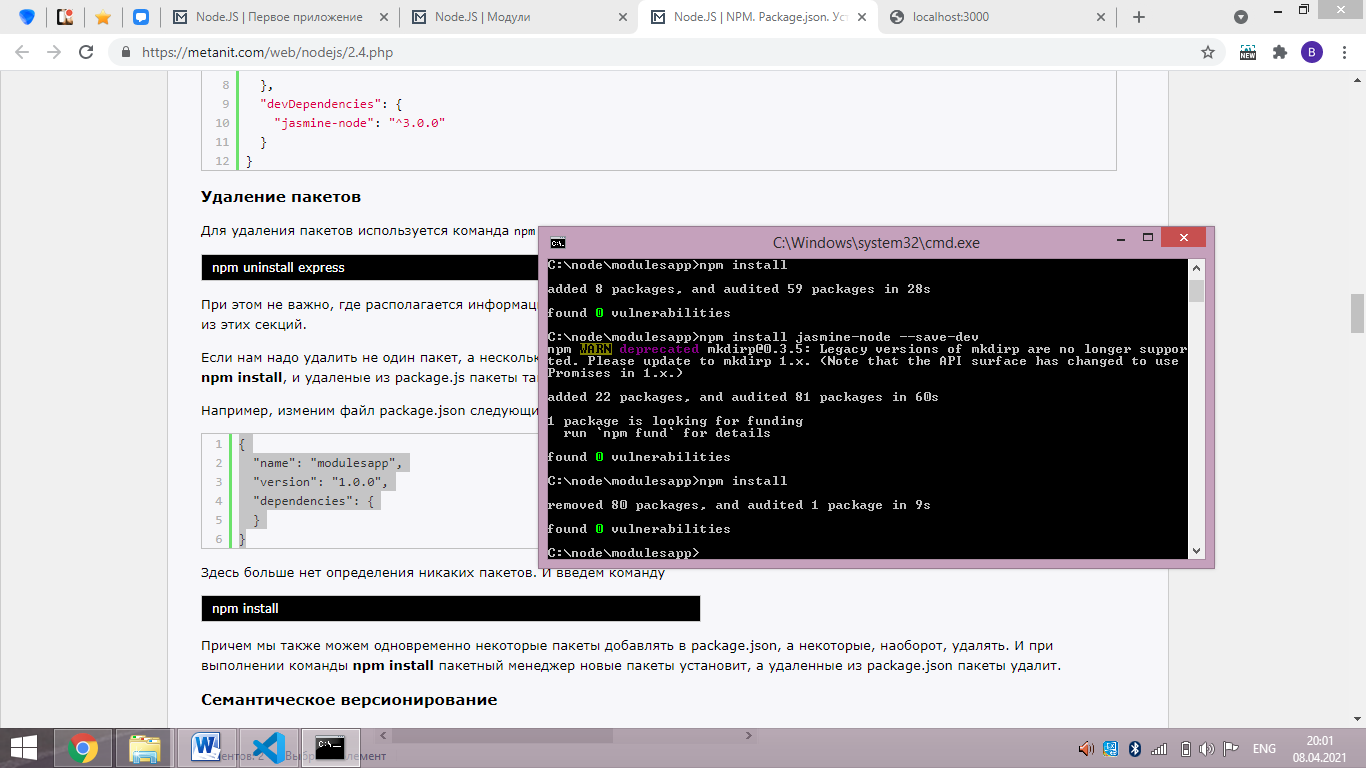 Node.JS | Первое приложение
Node.JS | Модули
Node.JS | NPM. Package.json. Ус
localhost:3000
https://metanit.com/web/nodejs/2.4.php
NEW
B
8 },
9 "devDependencies": {
10 "jasmine-node": "^3.0.0"
11 }
12 }
Удаление пакетов
Для удаления пакетов используется команда npm
npm uninstall express
При этом не важно, где располагается информац
из этих секций.
Если нам надо удалить не один пакет, а нескольк
npm install, и удаленые из package.js пакеты та
Например, изменим файл package.json следующи
1 {
2 "name": "modulesapp",
3 "version": "1.0.0",
4 "dependencies": {
5 }
6 }
Здесь больше нет определения никаких пакетов. И введем команду
npm install
Причем мы также можем одновременно некоторые пакеты добавлять в package.json, а некоторые, наоборот, удалять. И при
выполнении команды npm install пакетный менеджер новые пакеты установит, а удаленные из package.json пакеты удалит.
Семантическое версионирование
C:\Windows\system32\cmd.exe
C:\node\modulesapp>npm install
added 8 packages, and audited 59 packages in 28s
found 0 vulnerabilities
C:\node\modulesapp>npm install jasmine-node --save-dev
npm WARN deprecated mkdirp@0.3.5: Legacy versions of mkdirp are no longer suppor
ted. Please update to mkdirp 1.x. (Note that the API surface has changed to use
Promises in 1.x.)
added 22 packages, and audited 81 packages in 60s
1 package is looking for funding
run `npm fund` for details
found 0 vulnerabilities
C:\node\modulesapp>npm install
removed 80 packages, and audited 1 package in 9s
found 0 vulnerabilities
C:\node\modulesapp>
ENG
20:01
08.04.2021